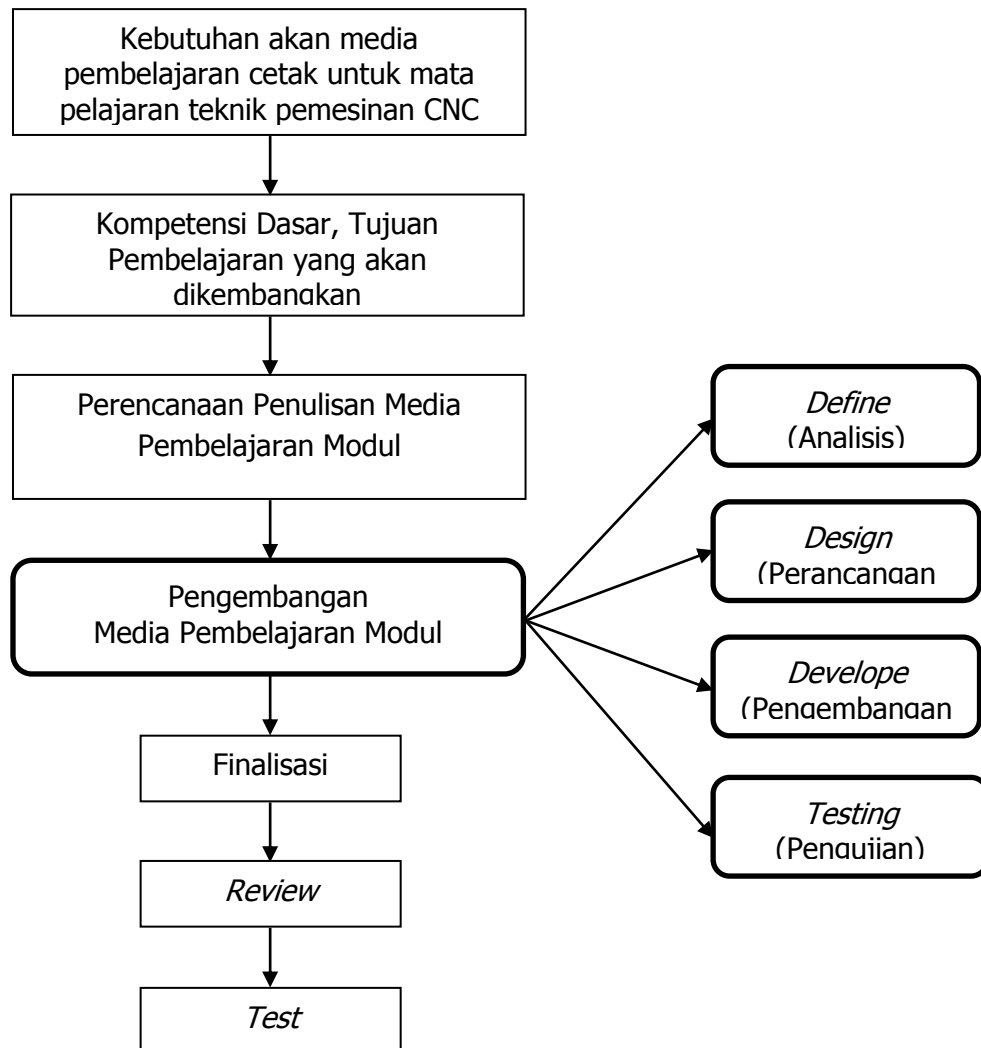 Kebutuhan akan media
pembelajaran cetak untuk mata
pelajaran teknik pemesinan CNC
Kompetensi Dasar, Tujuan
Pembelajaran yang akan
dikembangkan
Perencanaan Penulisan Media
Pembelajaran Modul
Pengembangan
Media Pembelajaran Modul
Finalisasi
Review
Test
Define
(Analisis)
Design
(Perancangan
Develope
(Pengembangan
Testing
(Pengujian)